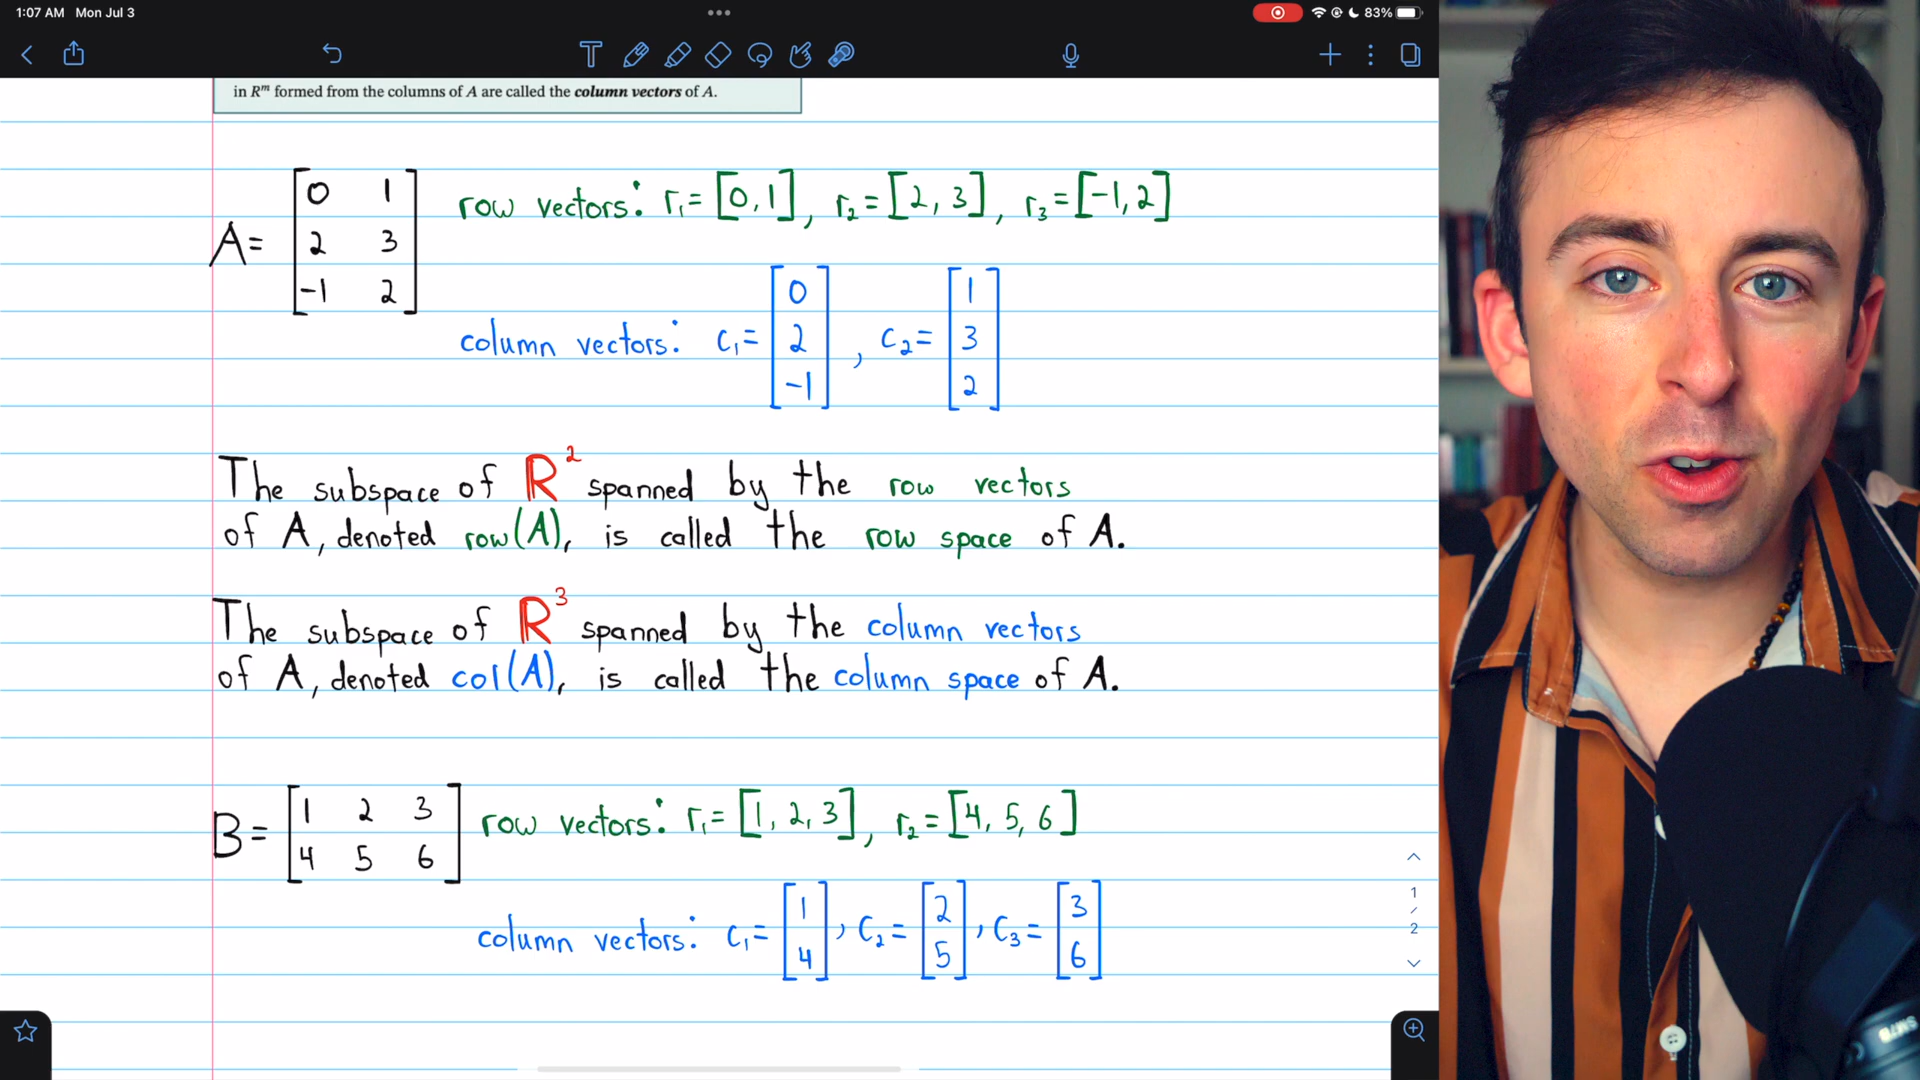 1:07 AM Mon Jul 3
83%
in Rᵐ formed from the columns of A are called the column vectors of A.
A= [0 1
2 3
-1 2]
row vectors: r₁= [0,1], r₂= [2, 3], r₃=[-1,2]
column vectors: c₁= [0
2
-1], c₂= [1
3
2]
The subspace of R² spanned by the row vectors
of A, denoted row(A), is called the row space of A.
The subspace of R³ spanned by the column vectors
of A, denoted col(A), is called the column space of A.
B= [1 2 3
4 5 6]
row vectors: r₁= [1, 2, 3], r₂= [4, 5, 6]
column vectors: c₁= [1
4], c₂= [2
5], c₃= [3
6]
1
/
2